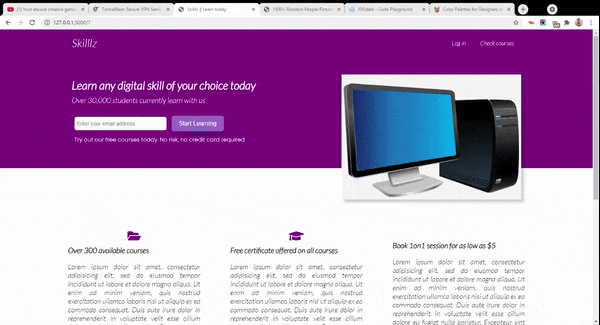 (1) Your elusive creative geniu
TunnelBear: Secure VPN Servi
Skilllz || Learn today
1000+ Random People Picture
JSFiddle - Code Playground
Color Palettes for Designers a
127.0.0.1:3000/?
Skilllz
Log in
Check courses
Learn any digital skill of your choice today
Over 30,000 students currently learn with us
Enter your email address
Start Learning
Try out our free courses today. No risk, no credit card required
Over 300 available courses
Lorem ipsum dolor sit amet, consectetur
adipisicing elit, sed do eiusmod tempor
incididunt ut labore et dolore magna aliqua. Ut
enim ad minim veniam, quis nostrud
exercitation ullamco laboris nisi ut aliquip ex ea
commodo consequat. Duis aute irure dolor in
reprehenderit in voluptate velit esse cillum
Free certificate offered on all courses
Lorem ipsum dolor sit amet, consectetur
adipisicing elit, sed do eiusmod tempor
incididunt ut labore et dolore magna aliqua. Ut
enim ad minim veniam, quis nostrud
exercitation ullamco laboris nisi ut aliquip ex ea
commodo consequat. Duis aute irure dolor in
reprehenderit in voluptate velit esse cillum
Book 1on1 session for as low as $5
Lorem ipsum dolor sit amet, consectetur
adipisicing elit, sed do eiusmod tempor
incididunt ut labore et dolore magna aliqua. Ut
enim ad minim veniam, quis nostrud
exercitation ullamco laboris nisi ut aliquip ex ea
commodo consequat. Duis aute irure dolor in
reprehenderit in voluptate velit esse cillum
dolore eu fugiat nulla pariatur. Excepteur sint